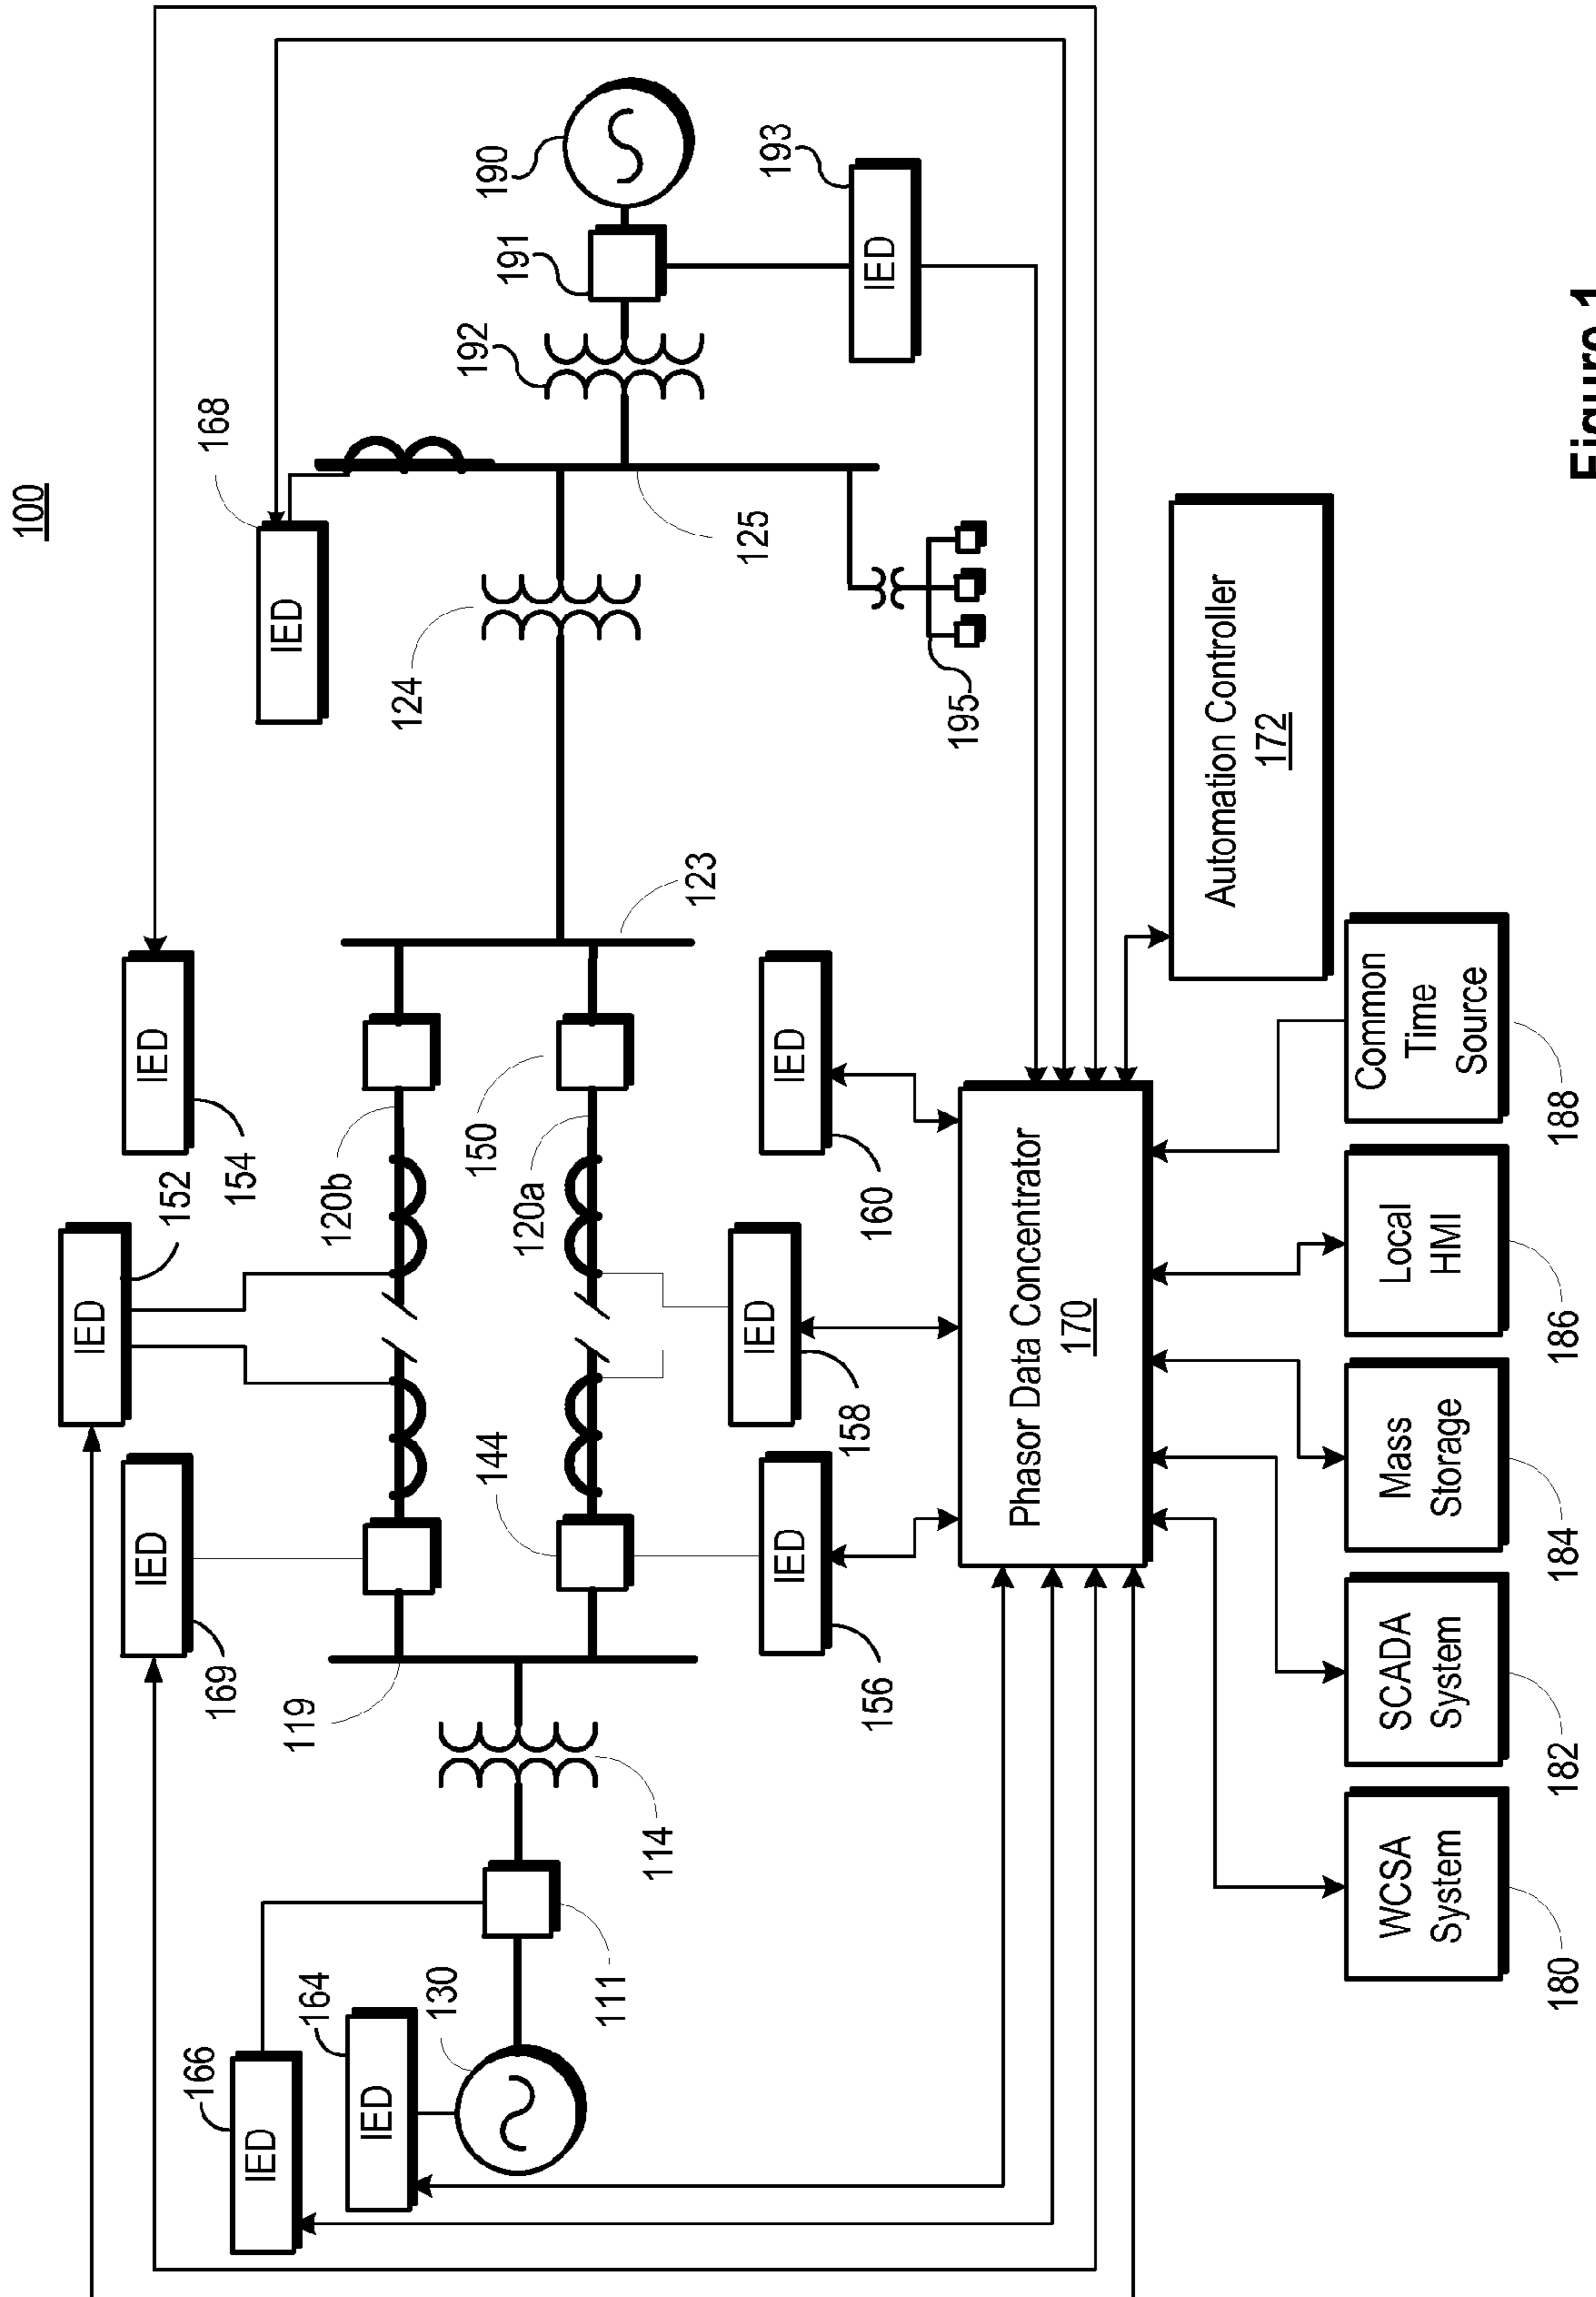 100
IED
152
IED
154
IED
169
IED
168
IED
166
IED
164
130
111
114
119
144
120b
150
120a
123
124
125
192
191
190
IED
193
195
IED
156
IED
158
IED
160
Phasor Data Concentrator
170
Automation Controller
172
WCSA
System
180
SCADA
System
182
Mass
Storage
184
Local
HMI
186
Common
Time
Source
188
Figure 1